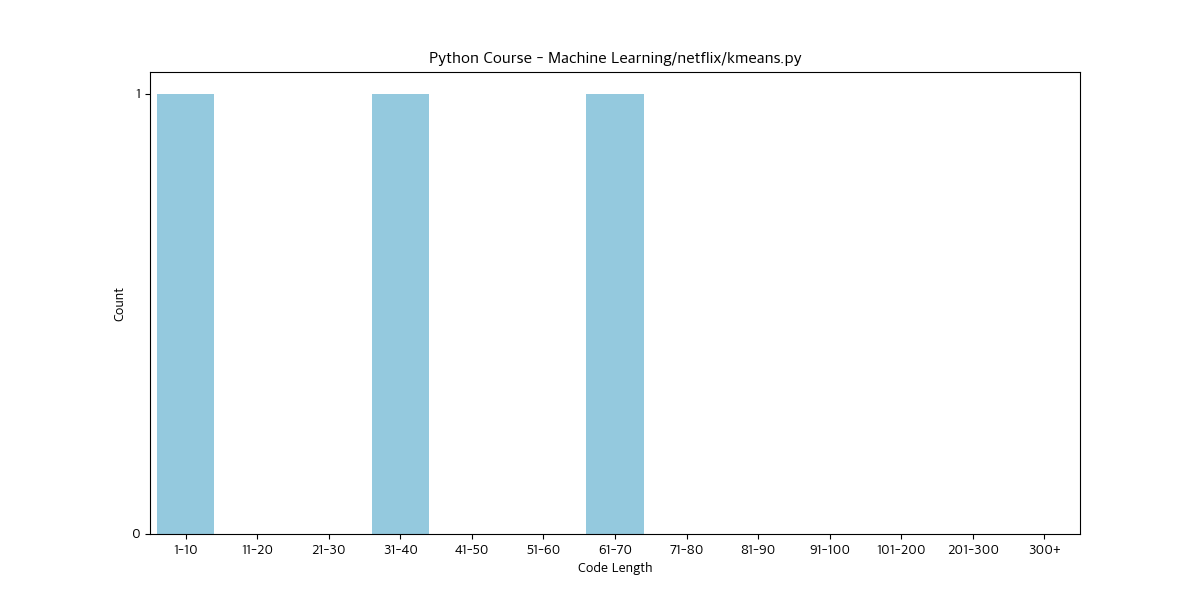 Python Course - Machine Learning/netflix/kmeans.py
1
Count
0
1-10 11-20 21-30 31-40 41-50 51-60 61-70 71-80 81-90 91-100 101-200 201-300 300+
Code Length